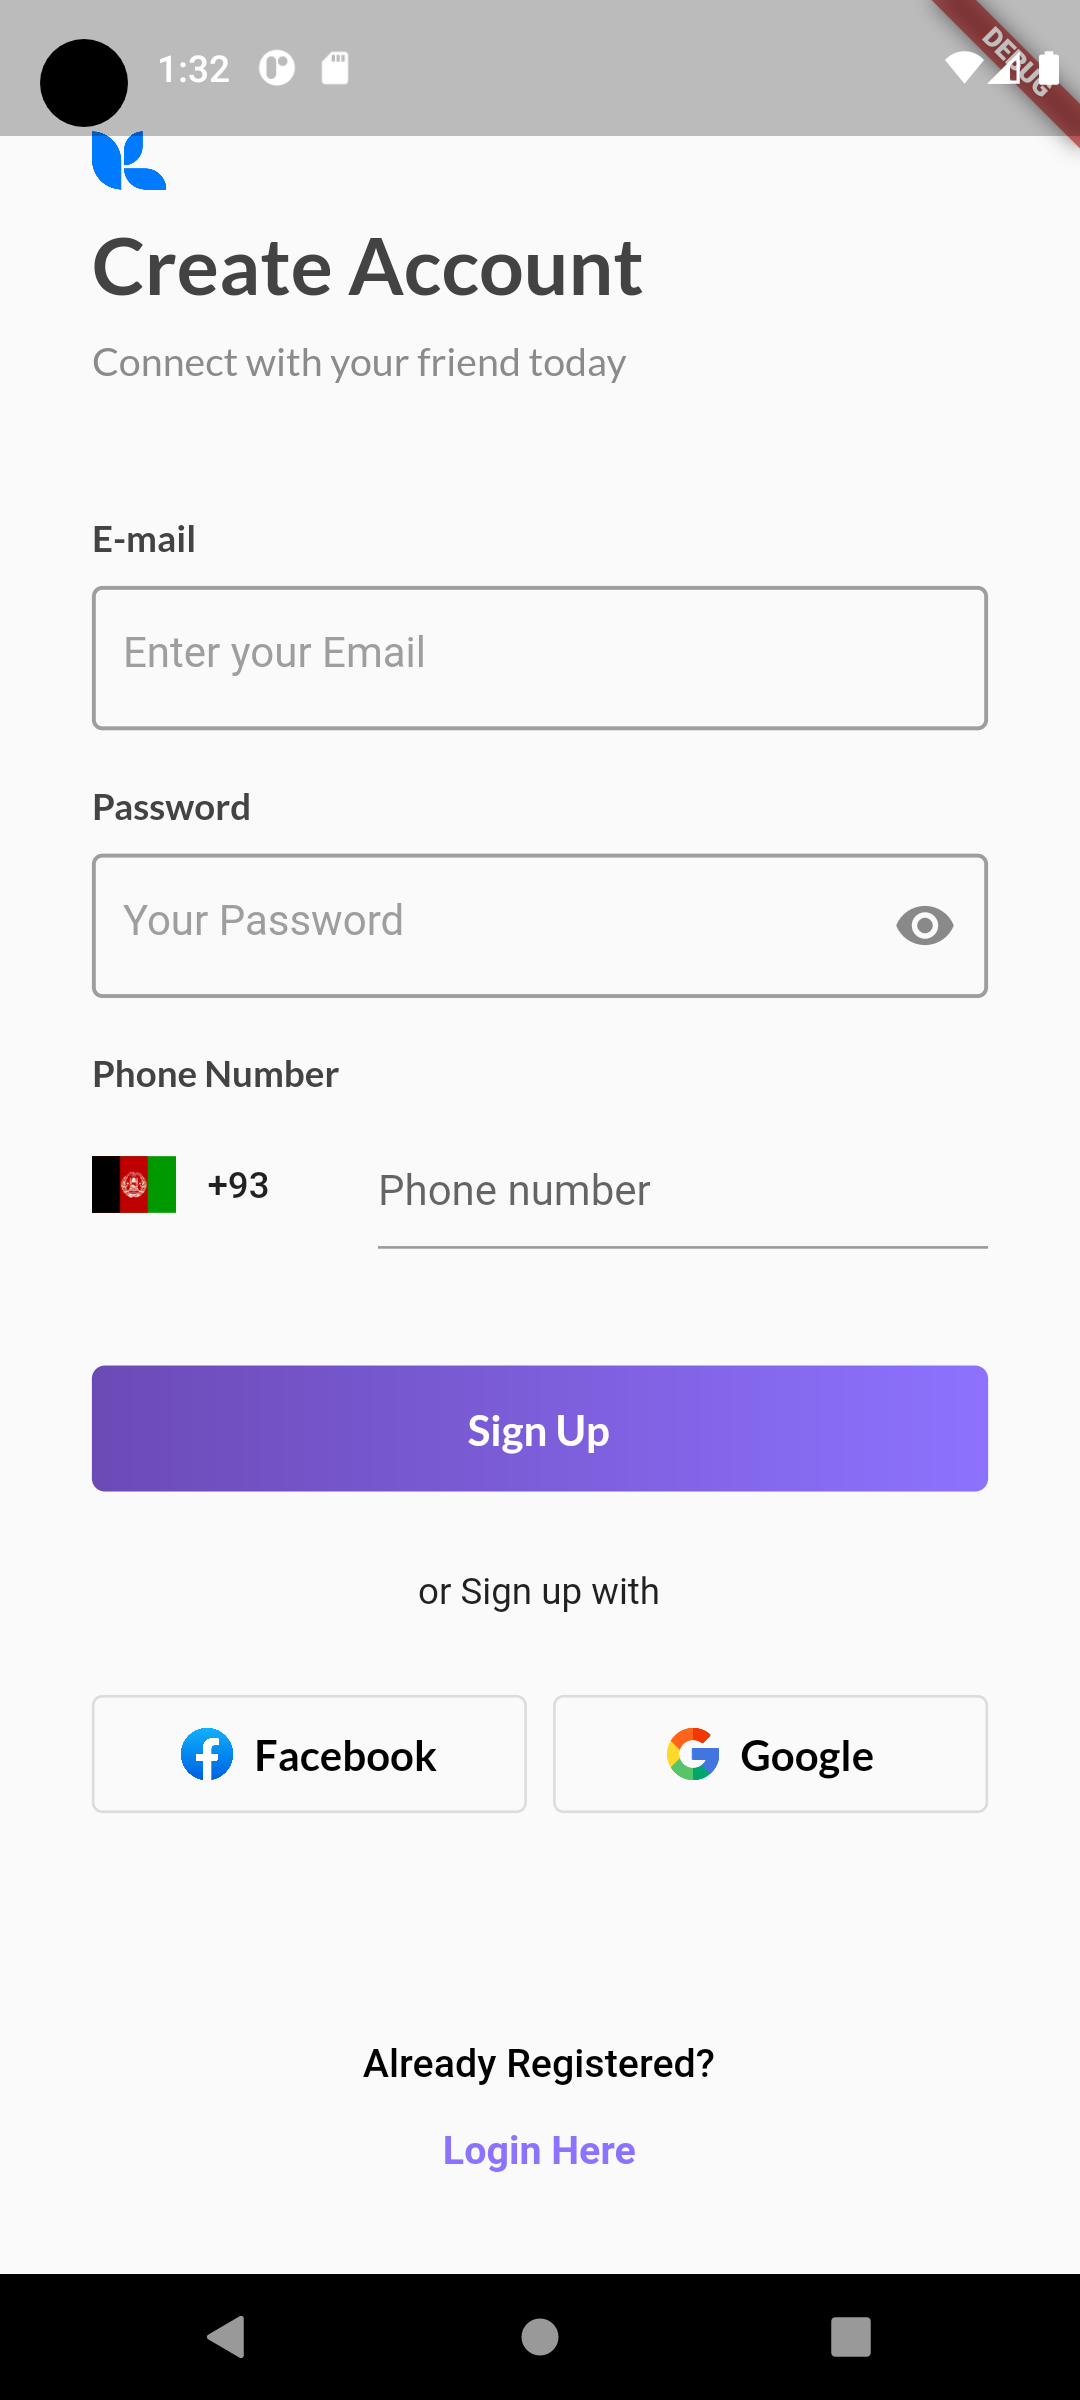 1:32
DEBUG
Create Account
Connect with your friend today
E-mail
Enter your Email
Password
Your Password
Phone Number
+93 Phone number
Sign Up
or Sign up with
Facebook Google
Already Registered?
Login Here